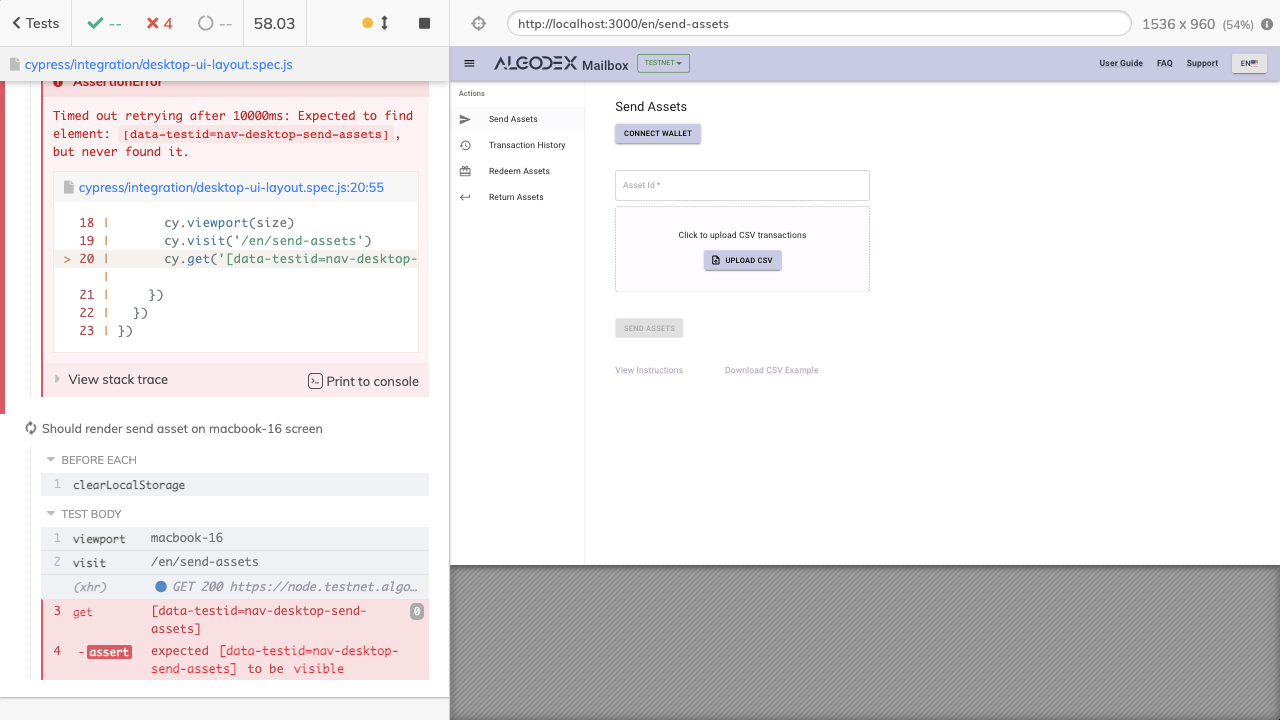 Tests
--
4
--
58.03
http://localhost:3000/en/send-assets
1536 x 960 (54%)
cypress/integration/desktop-ui-layout.spec.js
AssertionError
Timed out retrying after 10000ms: Expected to find
element: [data-testid=nav-desktop-send-assets],
but never found it.
cypress/integration/desktop-ui-layout.spec.js:20:55
18 | cy.viewport(size)
19 | cy.visit('/en/send-assets')
> 20 | cy.get('[data-testid=nav-desktop-
|
21 | })
22 | })
23 | })
View stack trace
Print to console
Should render send asset on macbook-16 screen
BEFORE EACH
1 clearLocalStorage
TEST BODY
1 viewport macbook-16
2 visit /en/send-assets
(xhr) GET 200 https://node.testnet.algo...
3 get [data-testid=nav-desktop-send-
assets]
0
4 -assert expected [data-testid=nav-desktop-
send-assets] to be visible
ALGODEX Mailbox
TESTNET
User Guide
FAQ
Support
EN
Actions
Send Assets
Transaction History
Redeem Assets
Return Assets
Send Assets
CONNECT WALLET
Asset Id *
Click to upload CSV transactions
UPLOAD CSV
SEND ASSETS
View Instructions
Download CSV Example